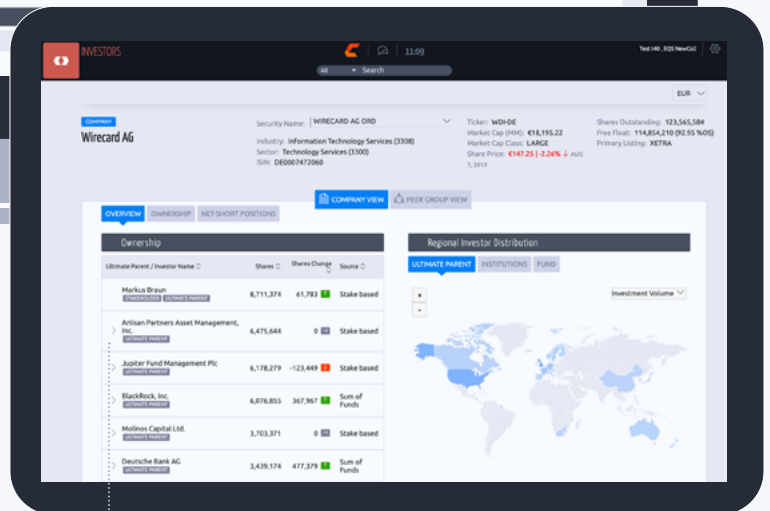 INVESTORS
11:09
Test I40 , EQS NewCo2
All Search
EUR
COMPANY
Wirecard AG
Security Name: WIRECARD AG ORD
Industry: Information Technology Services (3308)
Sector: Technology Services (3300)
ISIN: DE0007472060
Ticker: WDI-DE
Market Cap (MM): €18,195.22
Market Cap Class: LARGE
Share Price: €147.25 | -2.26% ↓ AUG
7, 2019
Shares Outstanding: 123,565,584
Free Float: 114,854,210 (92.95 %OS)
Primary Listing: XETRA
COMPANY VIEW PEER GROUP VIEW
OVERVIEW OWNERSHIP NET-SHORT POSITIONS
Ownership
Ultimate Parent / Investor Name Shares Shares Change Source
Markus Braun 8,711,374 61,783 Stake based
STAKEHOLDER ULTIMATE PARENT
Artisan Partners Asset Management,
Inc. 6,475,644 0 Stake based
ULTIMATE PARENT
Jupiter Fund Management Plc 6,178,279 -123,449 Stake based
ULTIMATE PARENT
BlackRock, Inc. 6,076,855 367,967 Sum of
Funds
ULTIMATE PARENT
Molinos Capital Ltd. 3,703,371 0 Stake based
ULTIMATE PARENT
Deutsche Bank AG 3,439,174 477,379 Sum of
Funds
ULTIMATE PARENT
Regional Investor Distribution
ULTIMATE PARENT INSTITUTIONS FUND
+
-
Investment Volume